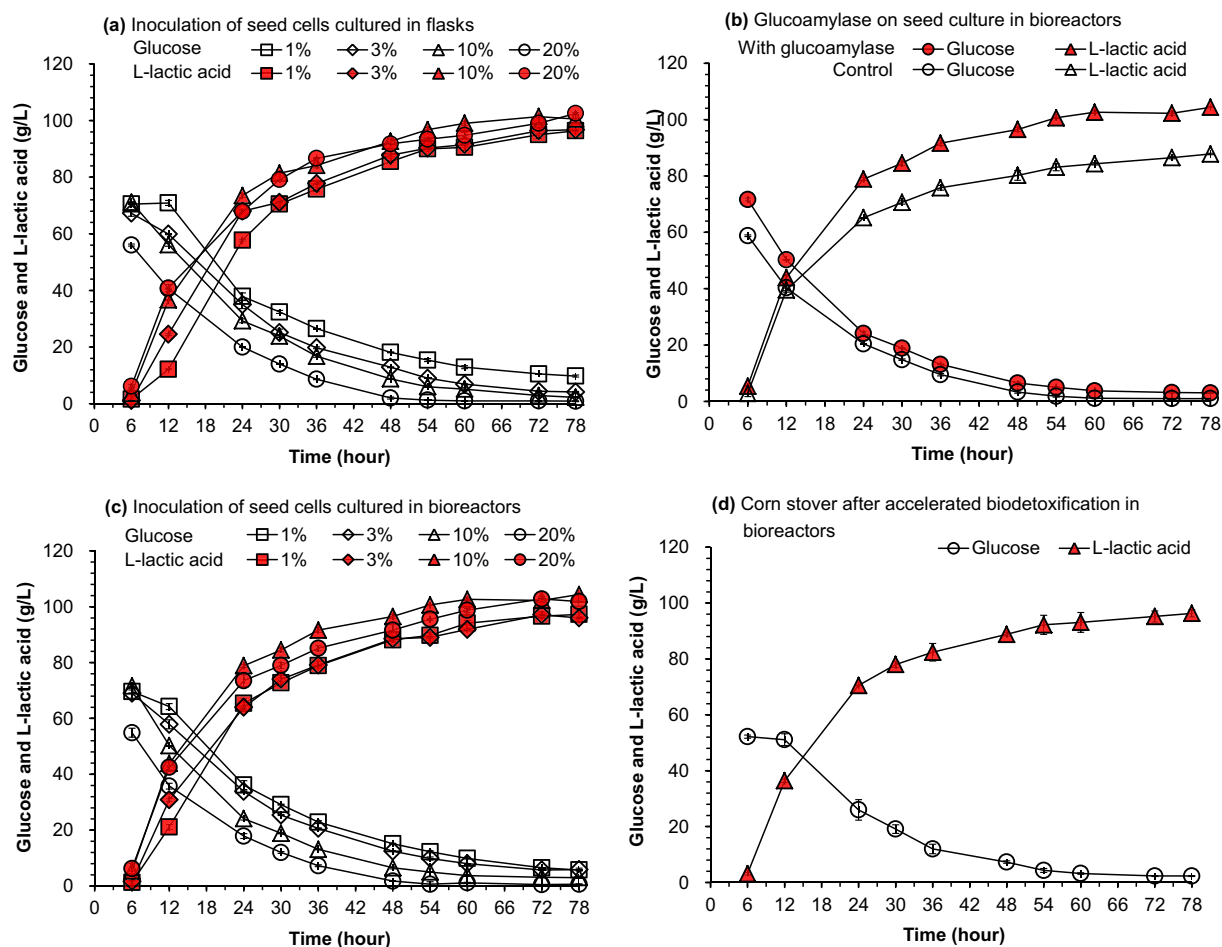 (a) Inoculation of seed cells cultured in flasks
Glucose 1% 3% 10% 20%
L-lactic acid 1% 3% 10% 20%
Glucose and L-lactic acid (g/L)
120
100
80
60
40
20
0
0 6 12 18 24 30 36 42 48 54 60 66 72 78
Time (hour)
(b) Glucoamylase on seed culture in bioreactors
With glucoamylase Glucose L-lactic acid
Control Glucose L-lactic acid
Glucose and L-lactic acid (g/L)
120
100
80
60
40
20
0
0 6 12 18 24 30 36 42 48 54 60 66 72 78
Time (hour)
(c) Inoculation of seed cells cultured in bioreactors
Glucose 1% 3% 10% 20%
L-lactic acid 1% 3% 10% 20%
Glucose and L-lactic acid (g/L)
120
100
80
60
40
20
0
0 6 12 18 24 30 36 42 48 54 60 66 72 78
Time (hour)
(d) Corn stover after accelerated biodetoxification in
bioreactors
Glucose L-lactic acid
Glucose and L-lactic acid (g/L)
120
100
80
60
40
20
0
0 6 12 18 24 30 36 42 48 54 60 66 72 78
Time (hour)